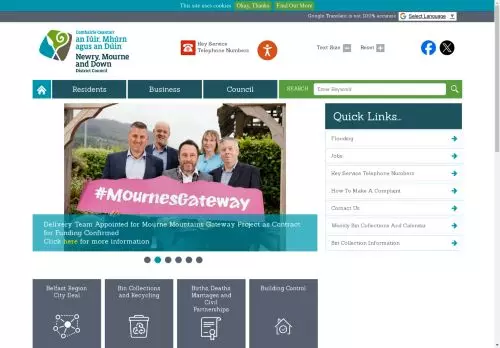 This site uses cookies Okay, Thanks Find Out More
Google Translate is not 100% accurate Select Language
Comhairle Ceantair
an Iúir, Mhúrn
agus an Dúin
Newry, Mourne
and Down
District Council
Key Service
Telephone Numbers
Text Size
Reset
Residents
Business
Council
SEARCH
Enter Keyword
#MournesGateway
Delivery Team Appointed for Mourne Mountains Gateway Project as Contract
for Funding Confirmed
Click here for more information
Quick Links...
Flooding
Jobs
Key Service Telephone Numbers
How To Make A Complaint
Contact Us
Weekly Bin Collections And Calendar
Bin Collection Information
Belfast Region
City Deal
Bin Collections
and Recycling
Births, Deaths,
Marriages and
Civil
Partnerships
Building Control